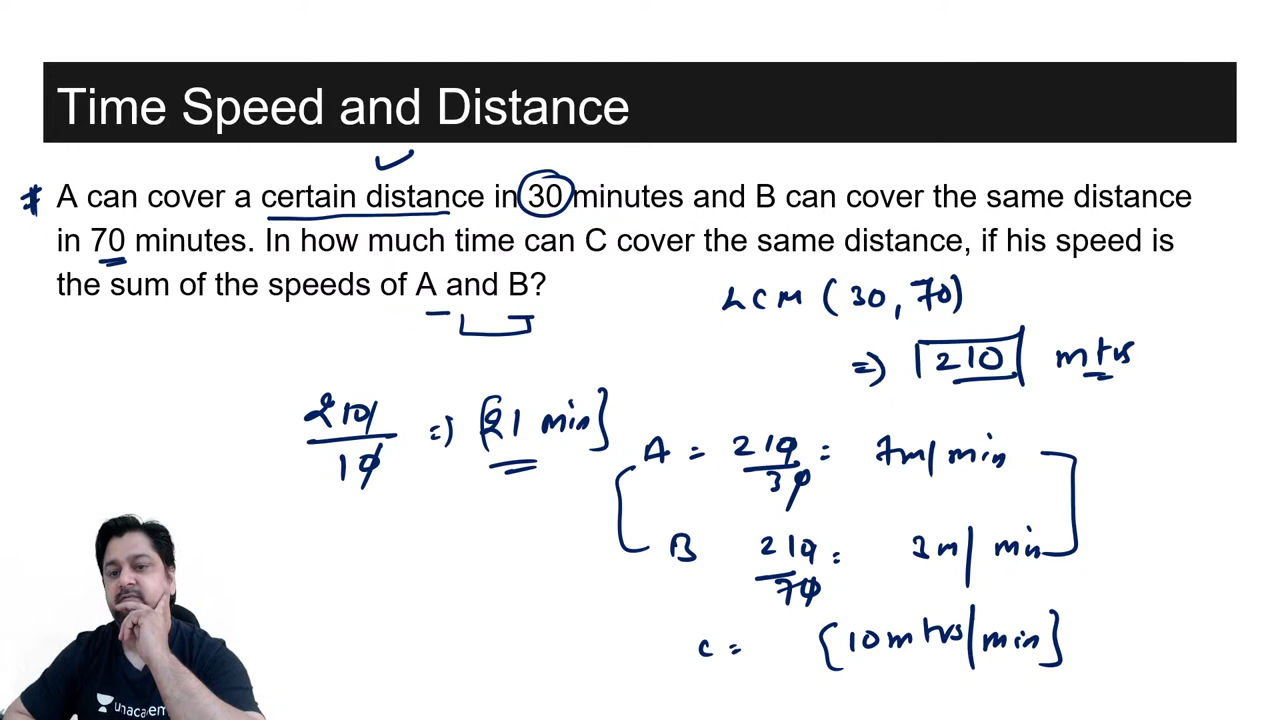 Time Speed and Distance
* A can cover a certain distance in 30 minutes and B can cover the same distance
in 70 minutes. In how much time can C cover the same distance, if his speed is
the sum of the speeds of A and B?
LCM (30, 70)
=) 210 mtrs
210/10 =) [21 min]
A = 210/30 = 7m/min
B 210/70 = 3m/min
C = {10mtrs/min}
unacadem